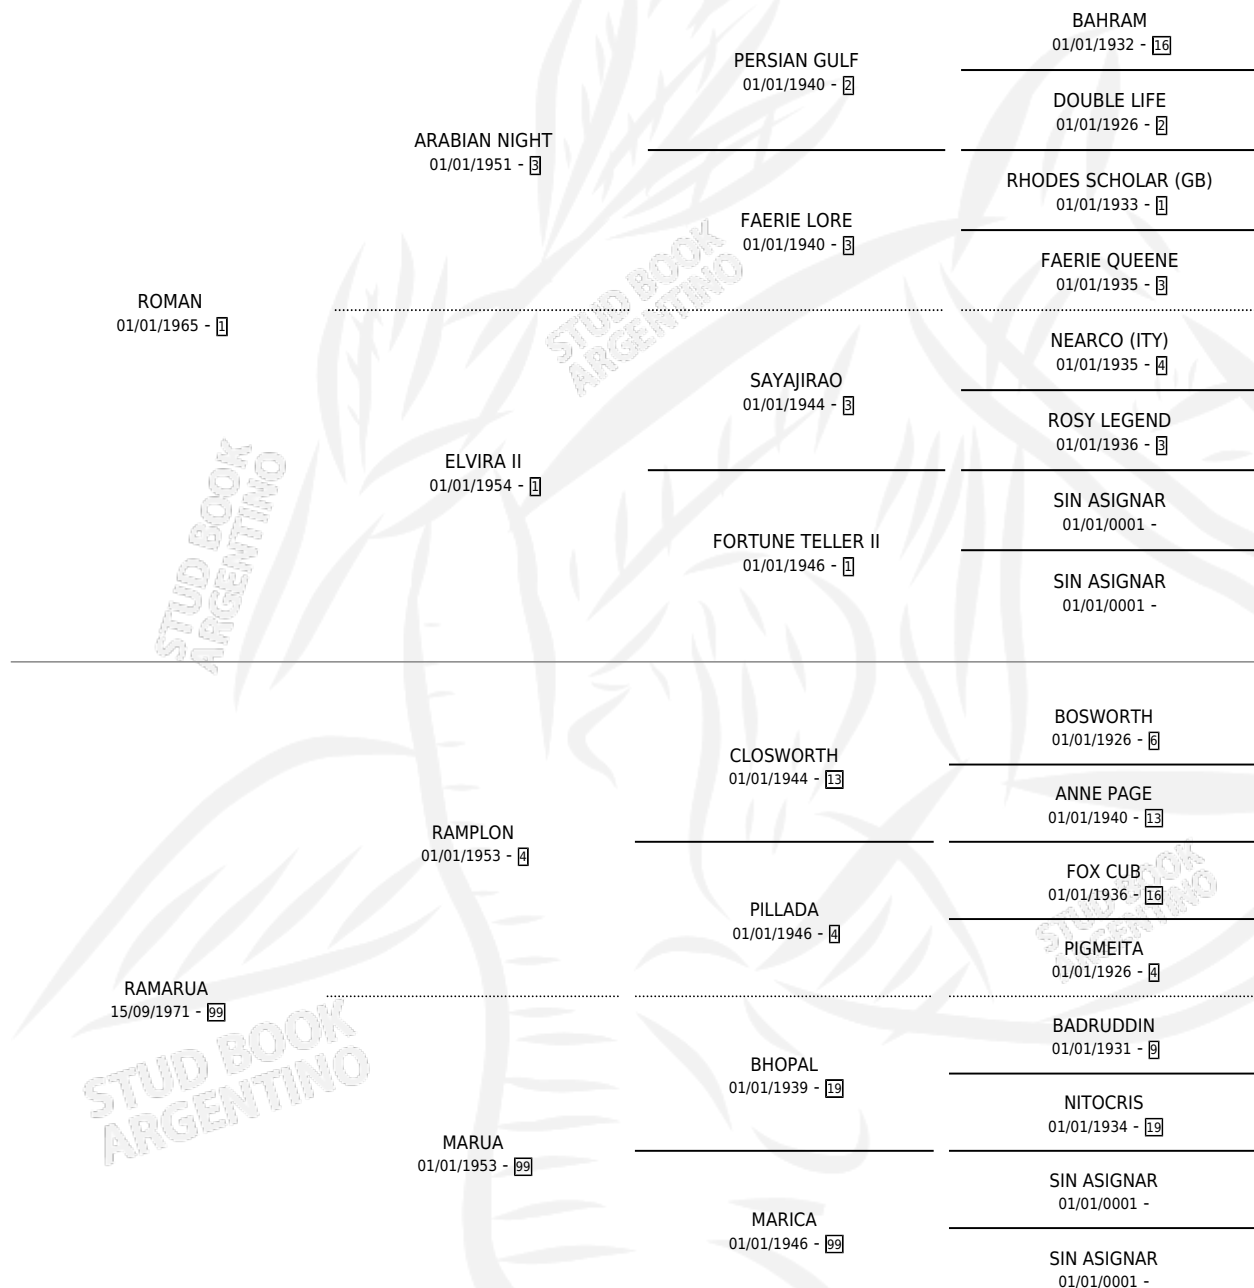 BAHRAM
01/01/1932 - 16
PERSIAN GULF
01/01/1940 - 2
DOUBLE LIFE
01/01/1926 - 2
ARABIAN NIGHT
01/01/1951 - 3
RHODES SCHOLAR (GB)
01/01/1933 - 1
FAERIE LORE
01/01/1940 - 3
FAERIE QUEENE
01/01/1935 - 3
ROMAN
01/01/1965 - 1
NEARCO (ITY)
01/01/1935 - 4
SAYAJIRAO
01/01/1944 - 3
ROSY LEGEND
01/01/1936 - 3
ELVIRA II
01/01/1954 - 1
SIN ASIGNAR
01/01/0001 -
FORTUNE TELLER II
01/01/1946 - 1
SIN ASIGNAR
01/01/0001 -
BOSWORTH
01/01/1926 - 6
CLOSWORTH
01/01/1944 - 13
ANNE PAGE
01/01/1940 - 13
RAMPLON
01/01/1953 - 4
FOX CUB
01/01/1936 - 16
PILLADA
01/01/1946 - 4
PIGMEITA
01/01/1926 - 4
RAMARUA
15/09/1971 - 99
BADRUDDIN
01/01/1931 - 9
BHOPAL
01/01/1939 - 19
NITOCRIS
01/01/1934 - 19
MARUA
01/01/1953 - 99
SIN ASIGNAR
01/01/0001 -
MARICA
01/01/1946 - 99
SIN ASIGNAR
01/01/0001 -
STUD BOOK
ARGENTINO
STUD BOOK
ARGENTINO
STUD BOOK
ARGENTINO
STUD BOOK
ARGENTINO